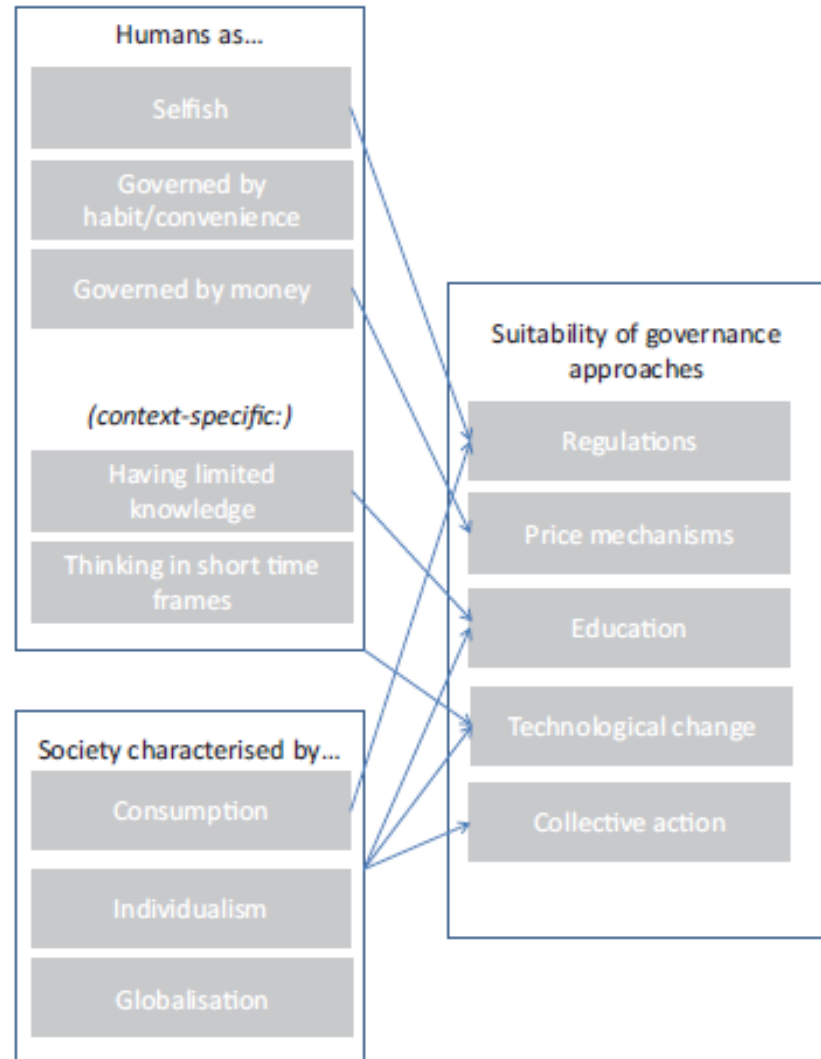 Humans as...
Selfish
Governed by
habit/convenience
Governed by money
(context-specific:)
Having limited
knowledge
Thinking in short time
frames
Society characterised by...
Consumption
Individualism
Globalisation
Suitability of governance
approaches
Regulations
Price mechanisms
Education
Technological change
Collective action